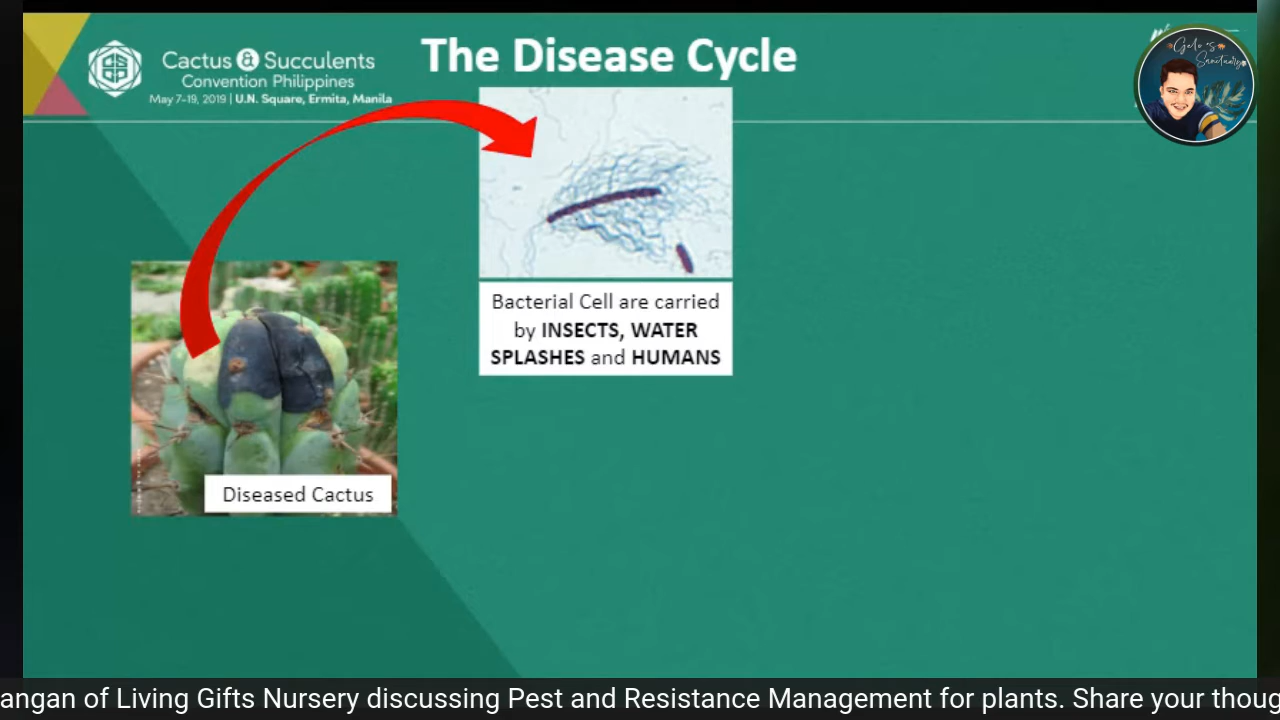 The Disease Cycle
Cactus & Succulents
Convention Philippines
May 7-19, 2019 | U.N. Square, Ermita, Manila
Gelo's
Sanctuary
Bacterial Cell are carried
by INSECTS, WATER
SPLASHES and HUMANS
Diseased Cactus
angan of Living Gifts Nursery discussing Pest and Resistance Management for plants. Share your thoug